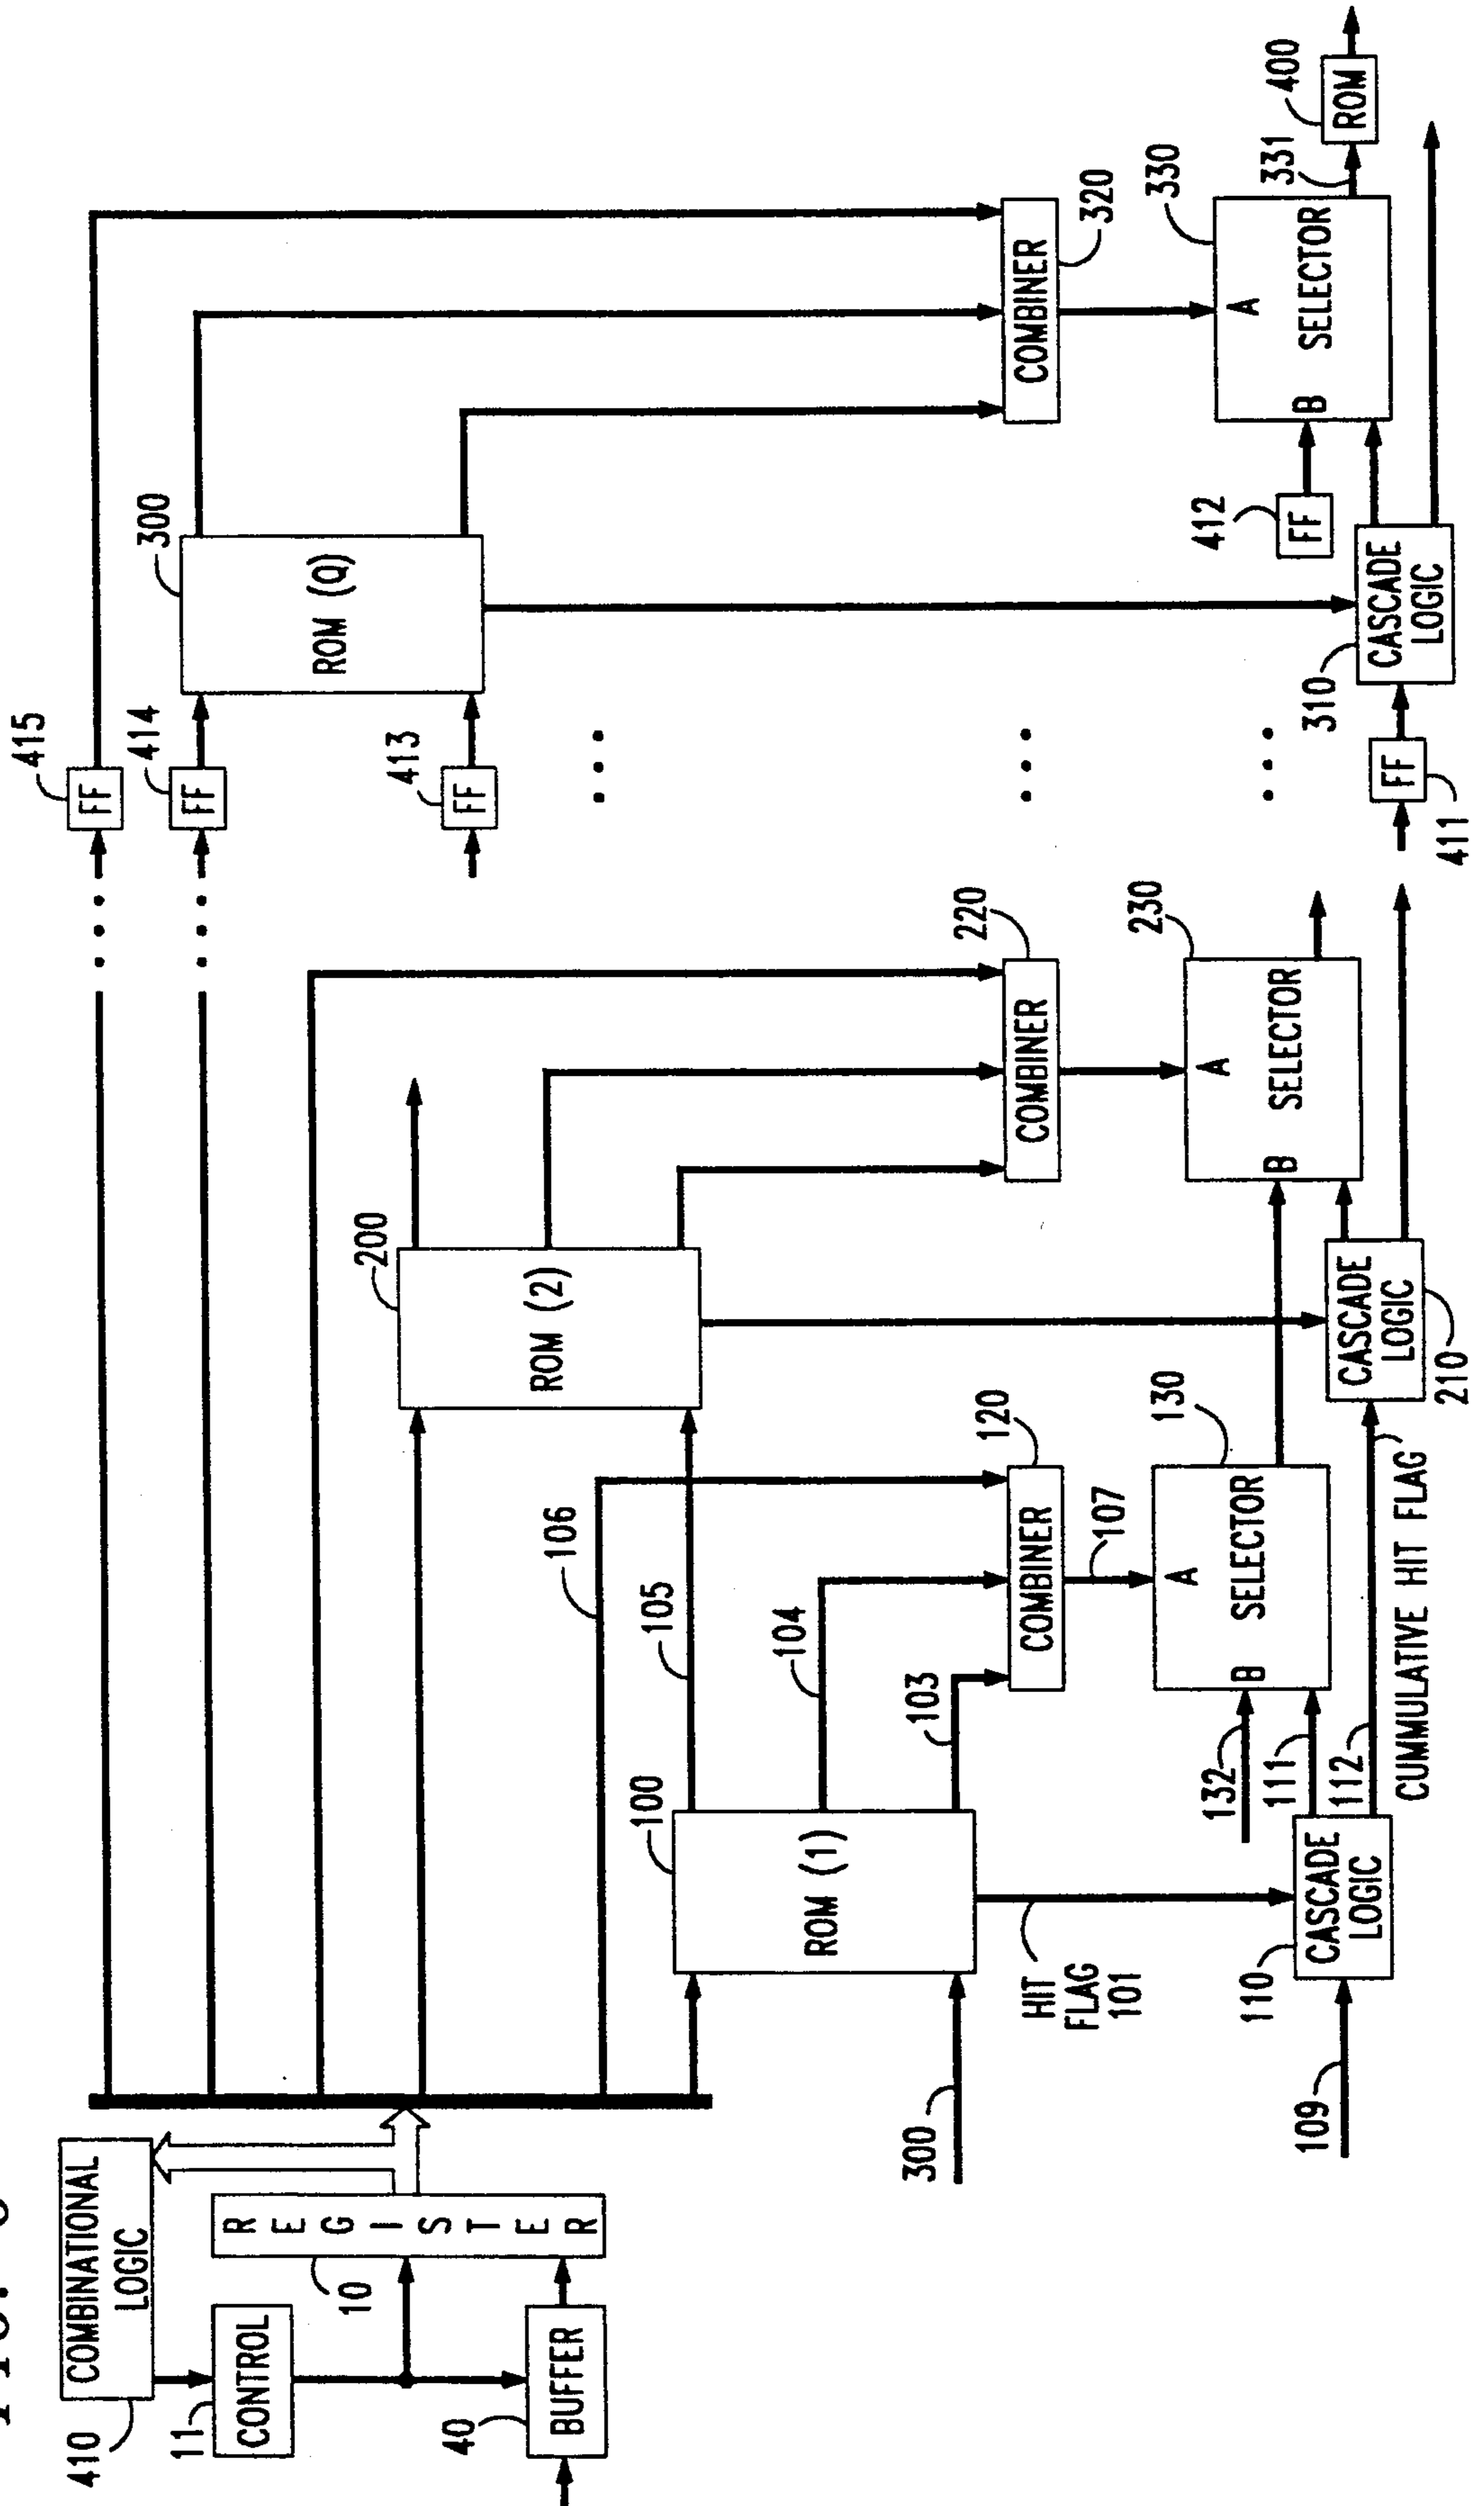 410
COMBINATIONAL
LOGIC
11
CONTROL
40
BUFFER
10
REGISTER
300
109
HIT
FLAG
101
110
CASCADE
LOGIC
100
ROM (1)
103
104
105
106
132
111
112
CUMMULATIVE HIT FLAG
120
COMBINER
107
130
B
A
SELECTOR
200
ROM (2)
210
CASCADE
LOGIC
220
COMBINER
230
B
A
SELECTOR
...
...
...
...
...
415
FF
414
FF
413
FF
411
FF
300
ROM (Q)
310
CASCADE
LOGIC
412
FF
COMBINER
320
330
B
A
SELECTOR
331
400
ROM